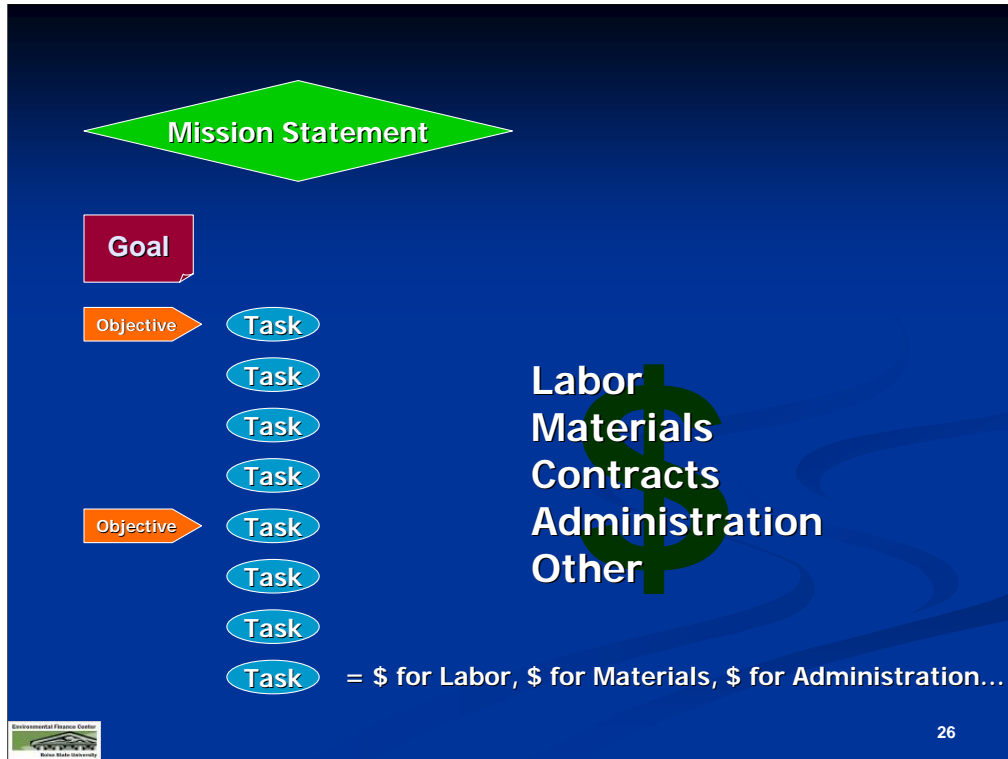 Mission Statement
Goal
Objective
Task
Task
Task
Task
Objective
Task
Task
Task
Task
= $ for Labor, $ for Materials, $ for Administration...
$
Labor
Materials
Contracts
Administration
Other
Environmental Finance Center
Boise State University
26